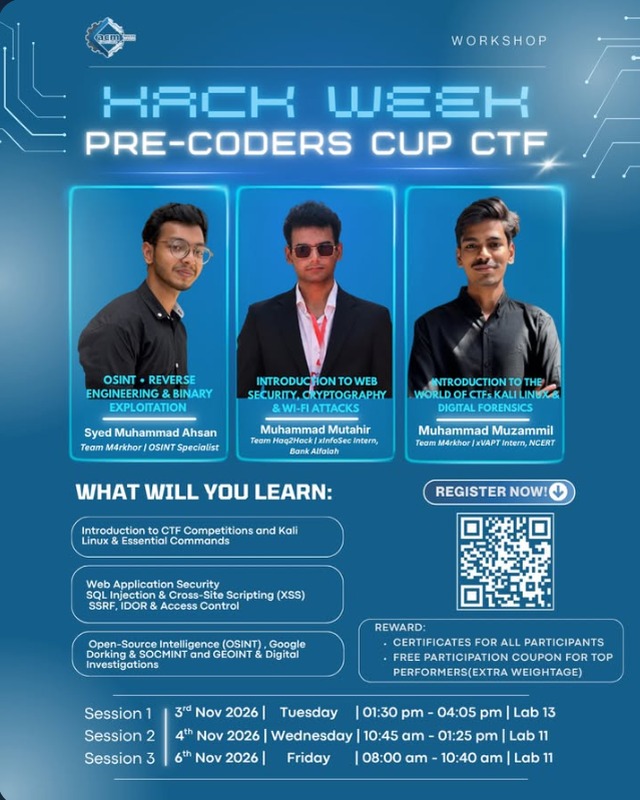 acm
WORKSHOP
HACK WEEK
PRE-CODERS CUP CTF
OSINT • REVERSE
ENGINEERING & BINARY
EXPLOITATION
Syed Muhammad Ahsan
Team M4rkhor | OSINT Specialist
INTRODUCTION TO WEB
SECURITY, CRYPTOGRAPHY
& WI-FI ATTACKS
Muhammad Mutahir
Team Haq2Hack | xInfoSec Intern,
Bank Alfalah
INTRODUCTION TO THE
WORLD OF CTFs KALI LINUX &
DIGITAL FORENSICS
Muhammad Muzammil
Team M4rkhor | xVAPT Intern, NCERT
WHAT WILL YOU LEARN:
Introduction to CTF Competitions and Kali
Linux & Essential Commands
Web Application Security
SQL Injection & Cross-Site Scripting (XSS)
SSRF, IDOR & Access Control
Open-Source Intelligence (OSINT) , Google
Dorking & SOCMINT and GEOINT & Digital
Investigations
REGISTER NOW!
REWARD:
• CERTIFICATES FOR ALL PARTICIPANTS
• FREE PARTICIPATION COUPON FOR TOP
PERFORMERS(EXTRA WEIGHTAGE)
Session 1 | 3rd Nov 2026 | Tuesday | 01:30 pm - 04:05 pm | Lab 13
Session 2 | 4th Nov 2026 | Wednesday | 10:45 am - 01:25 pm | Lab 11
Session 3 | 6th Nov 2026 | Friday | 08:00 am - 10:40 am | Lab 11